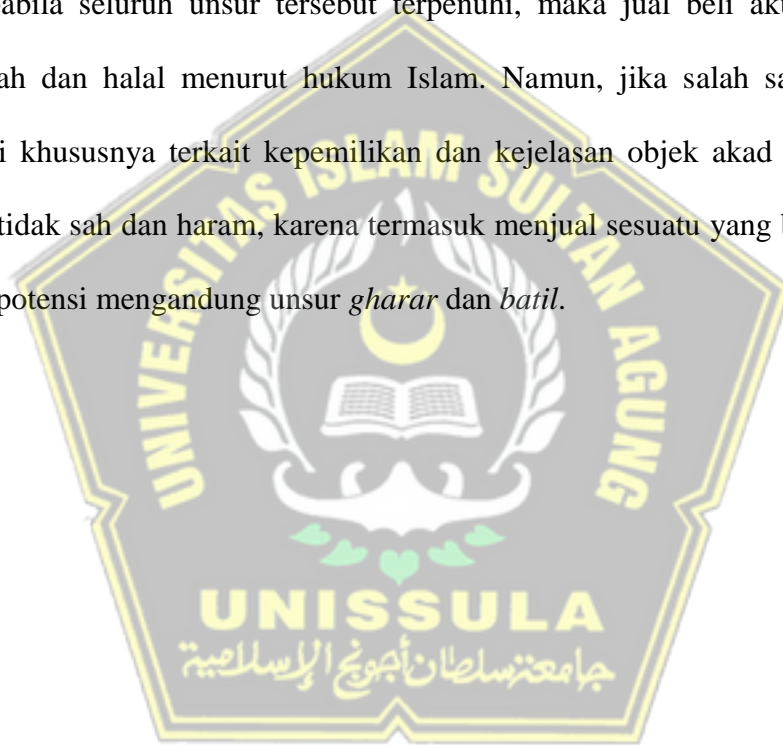 abila seluruh unsur tersebut terpenuhi, maka jual beli
ah dan halal menurut hukum Islam. Namun, jika salah
i khususnya terkait kepemilikan dan kejelasan objek akad
tidak sah dan haram, karena termasuk menjual sesuatu yang
potensi mengandung unsur gharar dan batil.
UNIVERSITAS ISLAM SULTAN AGUNG
UNISSULA
جامعة سلطان أجونج الإسلامية